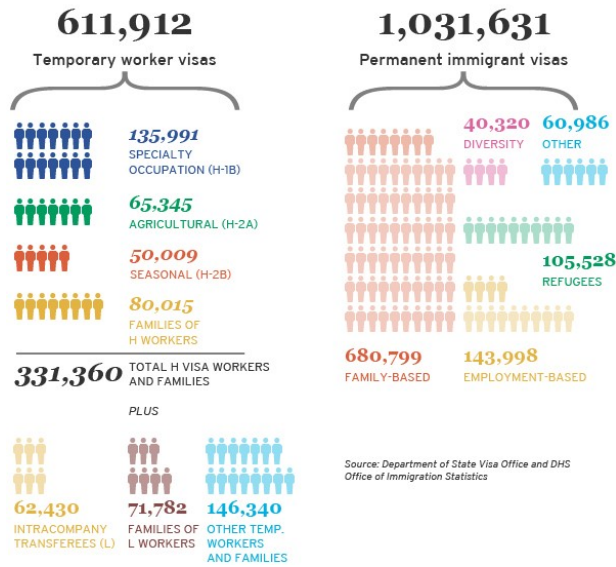 611,912
Temporary worker visas
135,991
SPECIALTY
OCCUPATION (H-1B)
65,345
AGRICULTURAL (H-2A)
50,009
SEASONAL (H-2B)
80,015
FAMILIES OF
H WORKERS
331,360
TOTAL H VISA WORKERS
AND FAMILIES
PLUS
62,430
INTRACOMPANY
TRANSFEREES (L)
71,782
FAMILIES OF
L WORKERS
146,340
OTHER TEMP.
WORKERS
AND FAMILIES
1,031,631
Permanent immigrant visas
40,320
DIVERSITY
60,986
OTHER
105,528
REFUGEES
680,799
FAMILY-BASED
143,998
EMPLOYMENT-BASED
Source: Department of State Visa Office and DHS
Office of Immigration Statistics